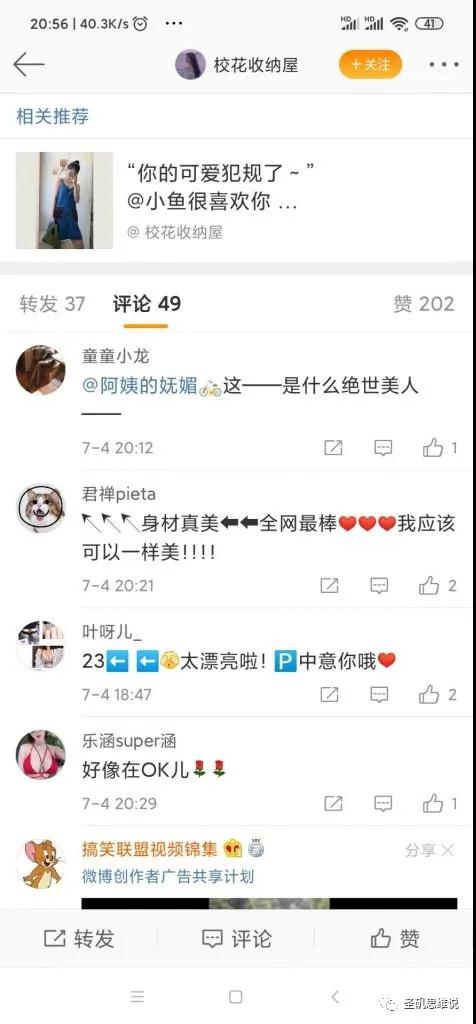 20:56 | 40.3K/s
HD HD 41
校花收纳屋
+关注
相关推荐
“你的可爱犯规了~”
@小鱼很喜欢你 ...
@ 校花收纳屋
转发 37 评论 49 赞 202
童童小龙
@阿姨的妩媚🚲这——是什么绝世美人
——
7-4 20:12 1
君禅pieta
↖↖↖身材真美⬅⬅全网最棒❤❤❤我应该
可以一样美!!!!
7-4 20:21 2
叶呀儿_
23⬅️ ⬅️🫣太漂亮啦!🅿️中意你哦❤
7-4 18:47 2
乐涵super涵
好像在OK儿🌹🌹
7-4 20:29 1
搞笑联盟视频锦集
分享 ×
微博创作者广告共享计划
转发 评论 赞
圣矾思维说